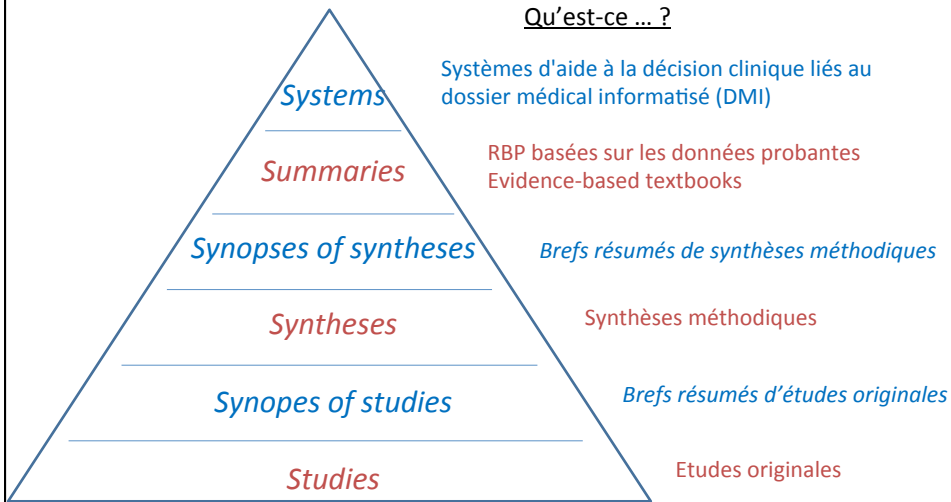 Qu'est-ce ... ?
Systems
Systèmes d'aide à la décision clinique liés au
dossier médical informatisé (DMI)
Summaries
RBP basées sur les données probantes
Evidence-based textbooks
Synopses of syntheses
Brefs résumés de synthèses méthodiques
Syntheses
Synthèses méthodiques
Synopes of studies
Brefs résumés d'études originales
Studies
Etudes originales